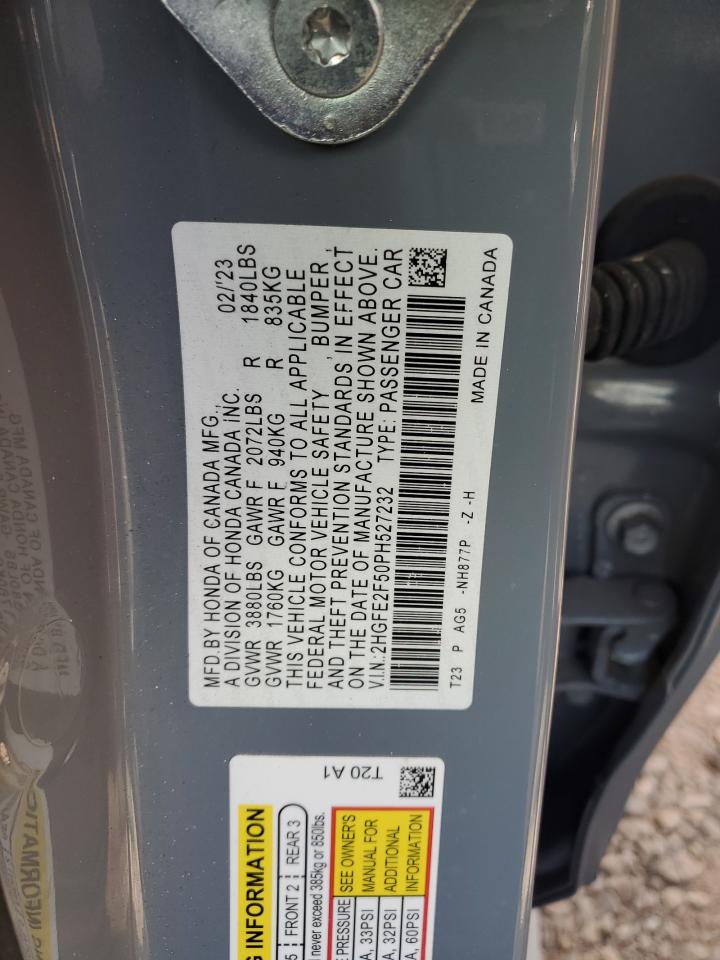 MFD.BY HONDA OF CANADA MFG., 02/'23
A DIVISION OF HONDA CANADA INC.
GVWR 3880LBS GAWR F 2072LBS R 1840LBS
GVWR 1760KG GAWR F 940KG R 835KG
THIS VEHICLE CONFORMS TO ALL APPLICABLE
FEDERAL MOTOR VEHICLE SAFETY , BUMPER ,
AND THEFT PREVENTION STANDARDS IN EFFECT
ON THE DATE OF MANUFACTURE SHOWN ABOVE.
V.I.N.:2HGFE2F50PH527232 TYPE: PASSENGER CAR
T23 P AG5 -NH877P -Z -H
MADE IN CANADA
T20 A1
INFORMATION
5 FRONT 2 REAR 3
never exceed 385kg or 850lbs.
PRESSURE SEE OWNER'S
33PSI MANUAL FOR
32PSI ADDITIONAL
60PSI INFORMATION